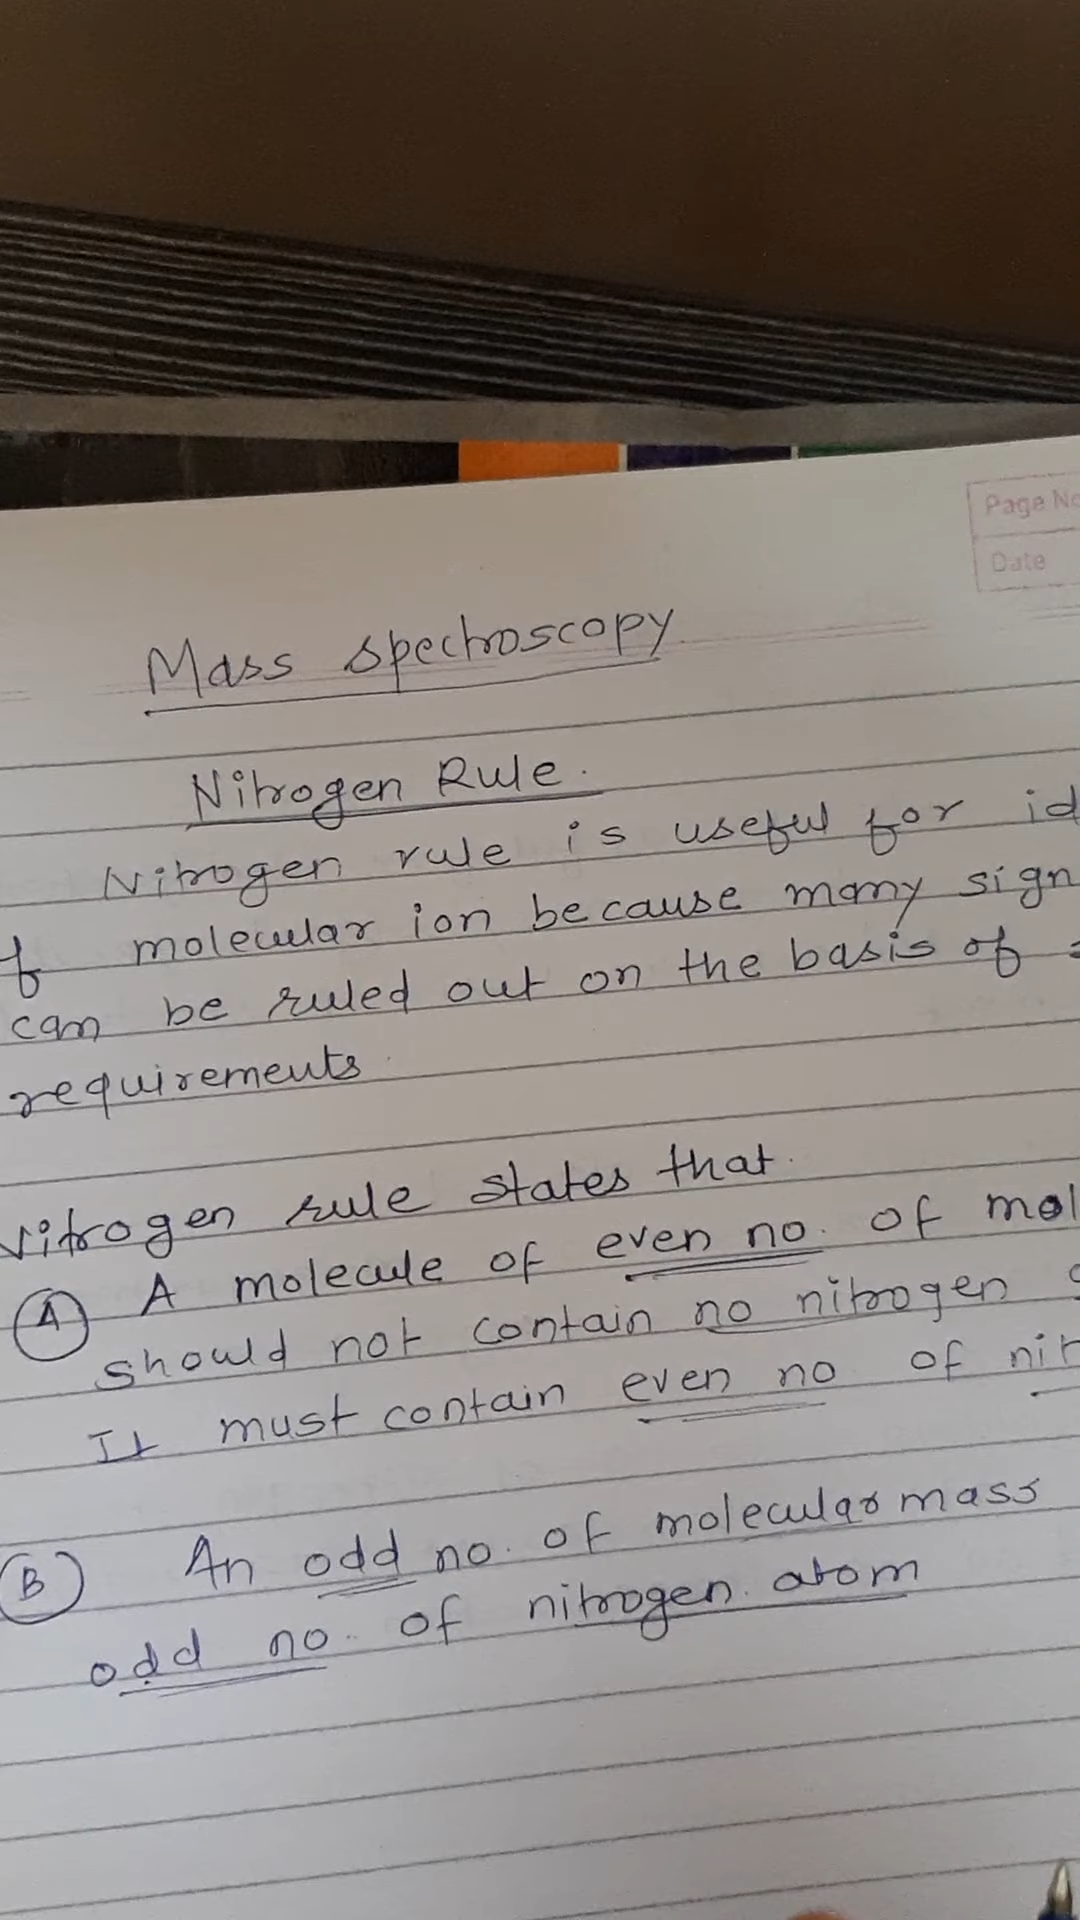 Page No
Date
Mass spectroscopy
Nitrogen Rule.
Nitrogen rule is useful for id
f molecular ion because many sign
can be ruled out on the basis of
requirements
Nitrogen rule states that.
A A molecule of even no. of mol
should not contain no nitrogen
It must contain even no of nit
B An odd no. of molecular mass
odd no. of nitrogen. atom